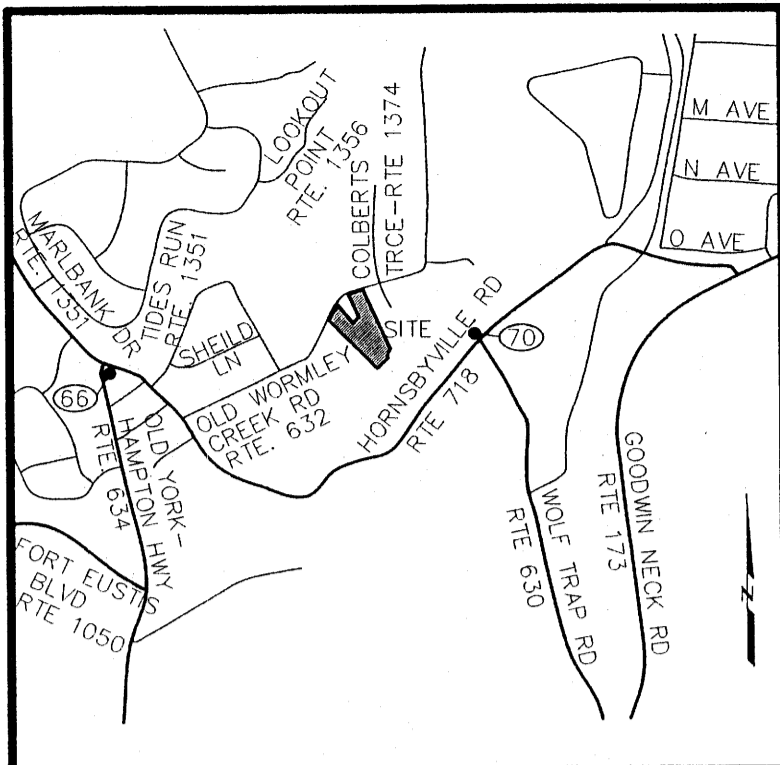 LOOKOUT
POINT
RTE. 1356
COLBERTS
TRCE-RTE 1374
M AVE
N AVE
O AVE
MARLBANK DR
RTE. 1351
TIDES RUN
RTE. 1351
SHEILD
LN
SITE
OLD WORMLEY
CREEK RD
RTE. 632
HORNSBYVILLE RD
RTE 718
70
66
OLD YORK-
HAMPTON HWY
RTE. 634
FORT EUSTIS
BLVD
RTE 1050
WOLF TRAP RD
RTE 630
GOODWIN NECK RD
RTE 173
N